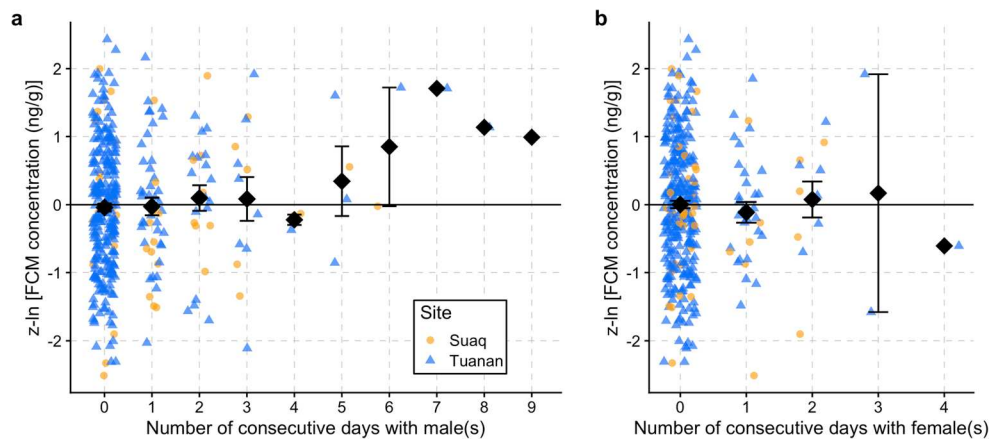 a
z-ln [FCM concentration (ng/g)]
2
1
0
-1
-2
0 1 2 3 4 5 6 7 8 9
Number of consecutive days with male(s)
Site
Suaq
Tuanan
b
z-ln [FCM concentration (ng/g)]
2
1
0
-1
-2
0 1 2 3 4
Number of consecutive days with female(s)